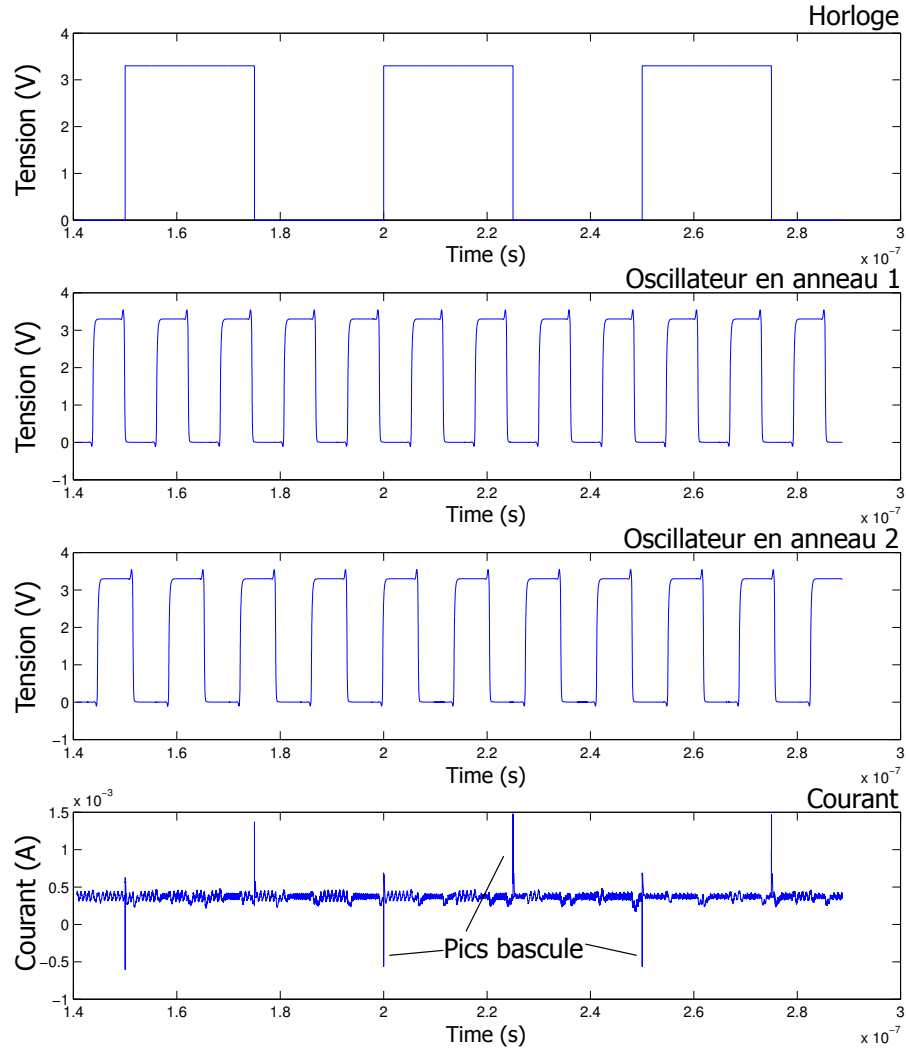 Horloge
Tension (V)
4
3
2
1
0
1.4 1.6 1.8 2 2.2 2.4 2.6 2.8 3
Time (s)
x 10⁻⁷
Oscillateur en anneau 1
Tension (V)
4
3
2
1
0
−1
1.4 1.6 1.8 2 2.2 2.4 2.6 2.8 3
Time (s)
x 10⁻⁷
Oscillateur en anneau 2
Tension (V)
4
3
2
1
0
−1
1.4 1.6 1.8 2 2.2 2.4 2.6 2.8 3
Time (s)
x 10⁻⁷
Courant
x 10⁻³
Courant (A)
1.5
1
0.5
0
−0.5
−1
Pics bascule
1.4 1.6 1.8 2 2.2 2.4 2.6 2.8 3
Time (s)
x 10⁻⁷